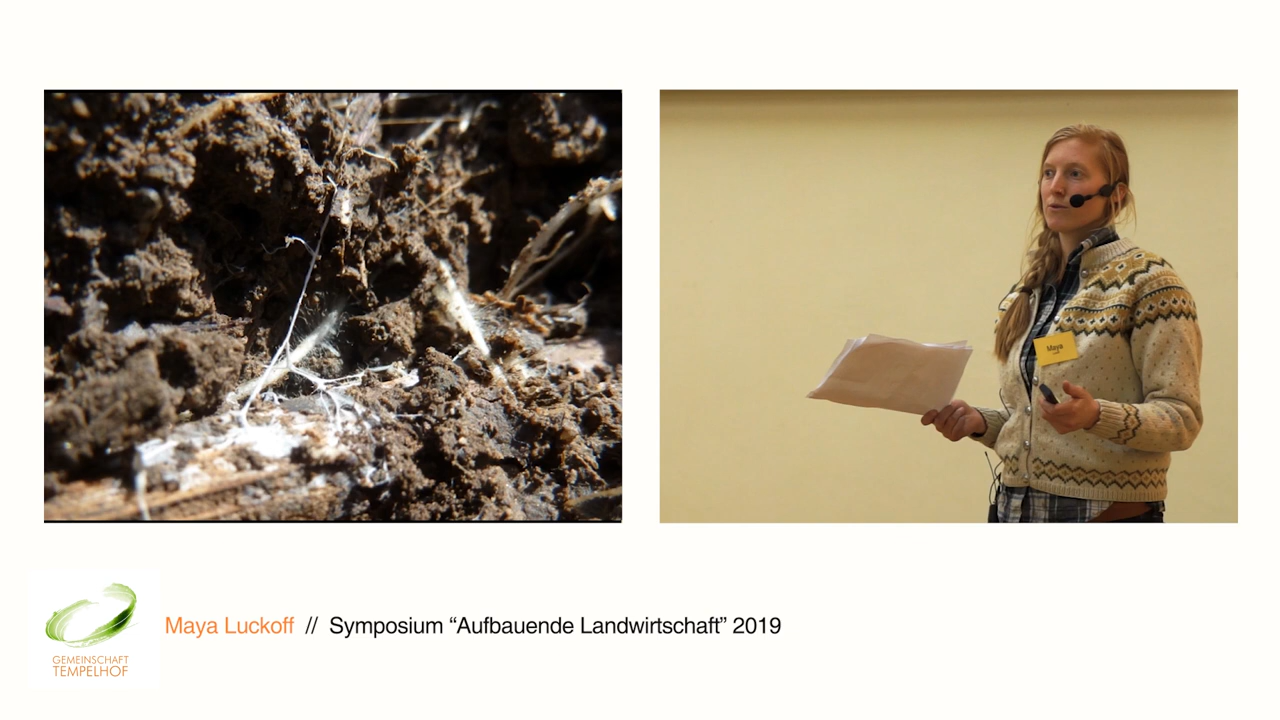 Maya
Maya Luckoff // Symposium “Aufbauende Landwirtschaft” 2019
GEMEINSCHAFT
TEMPELHOF